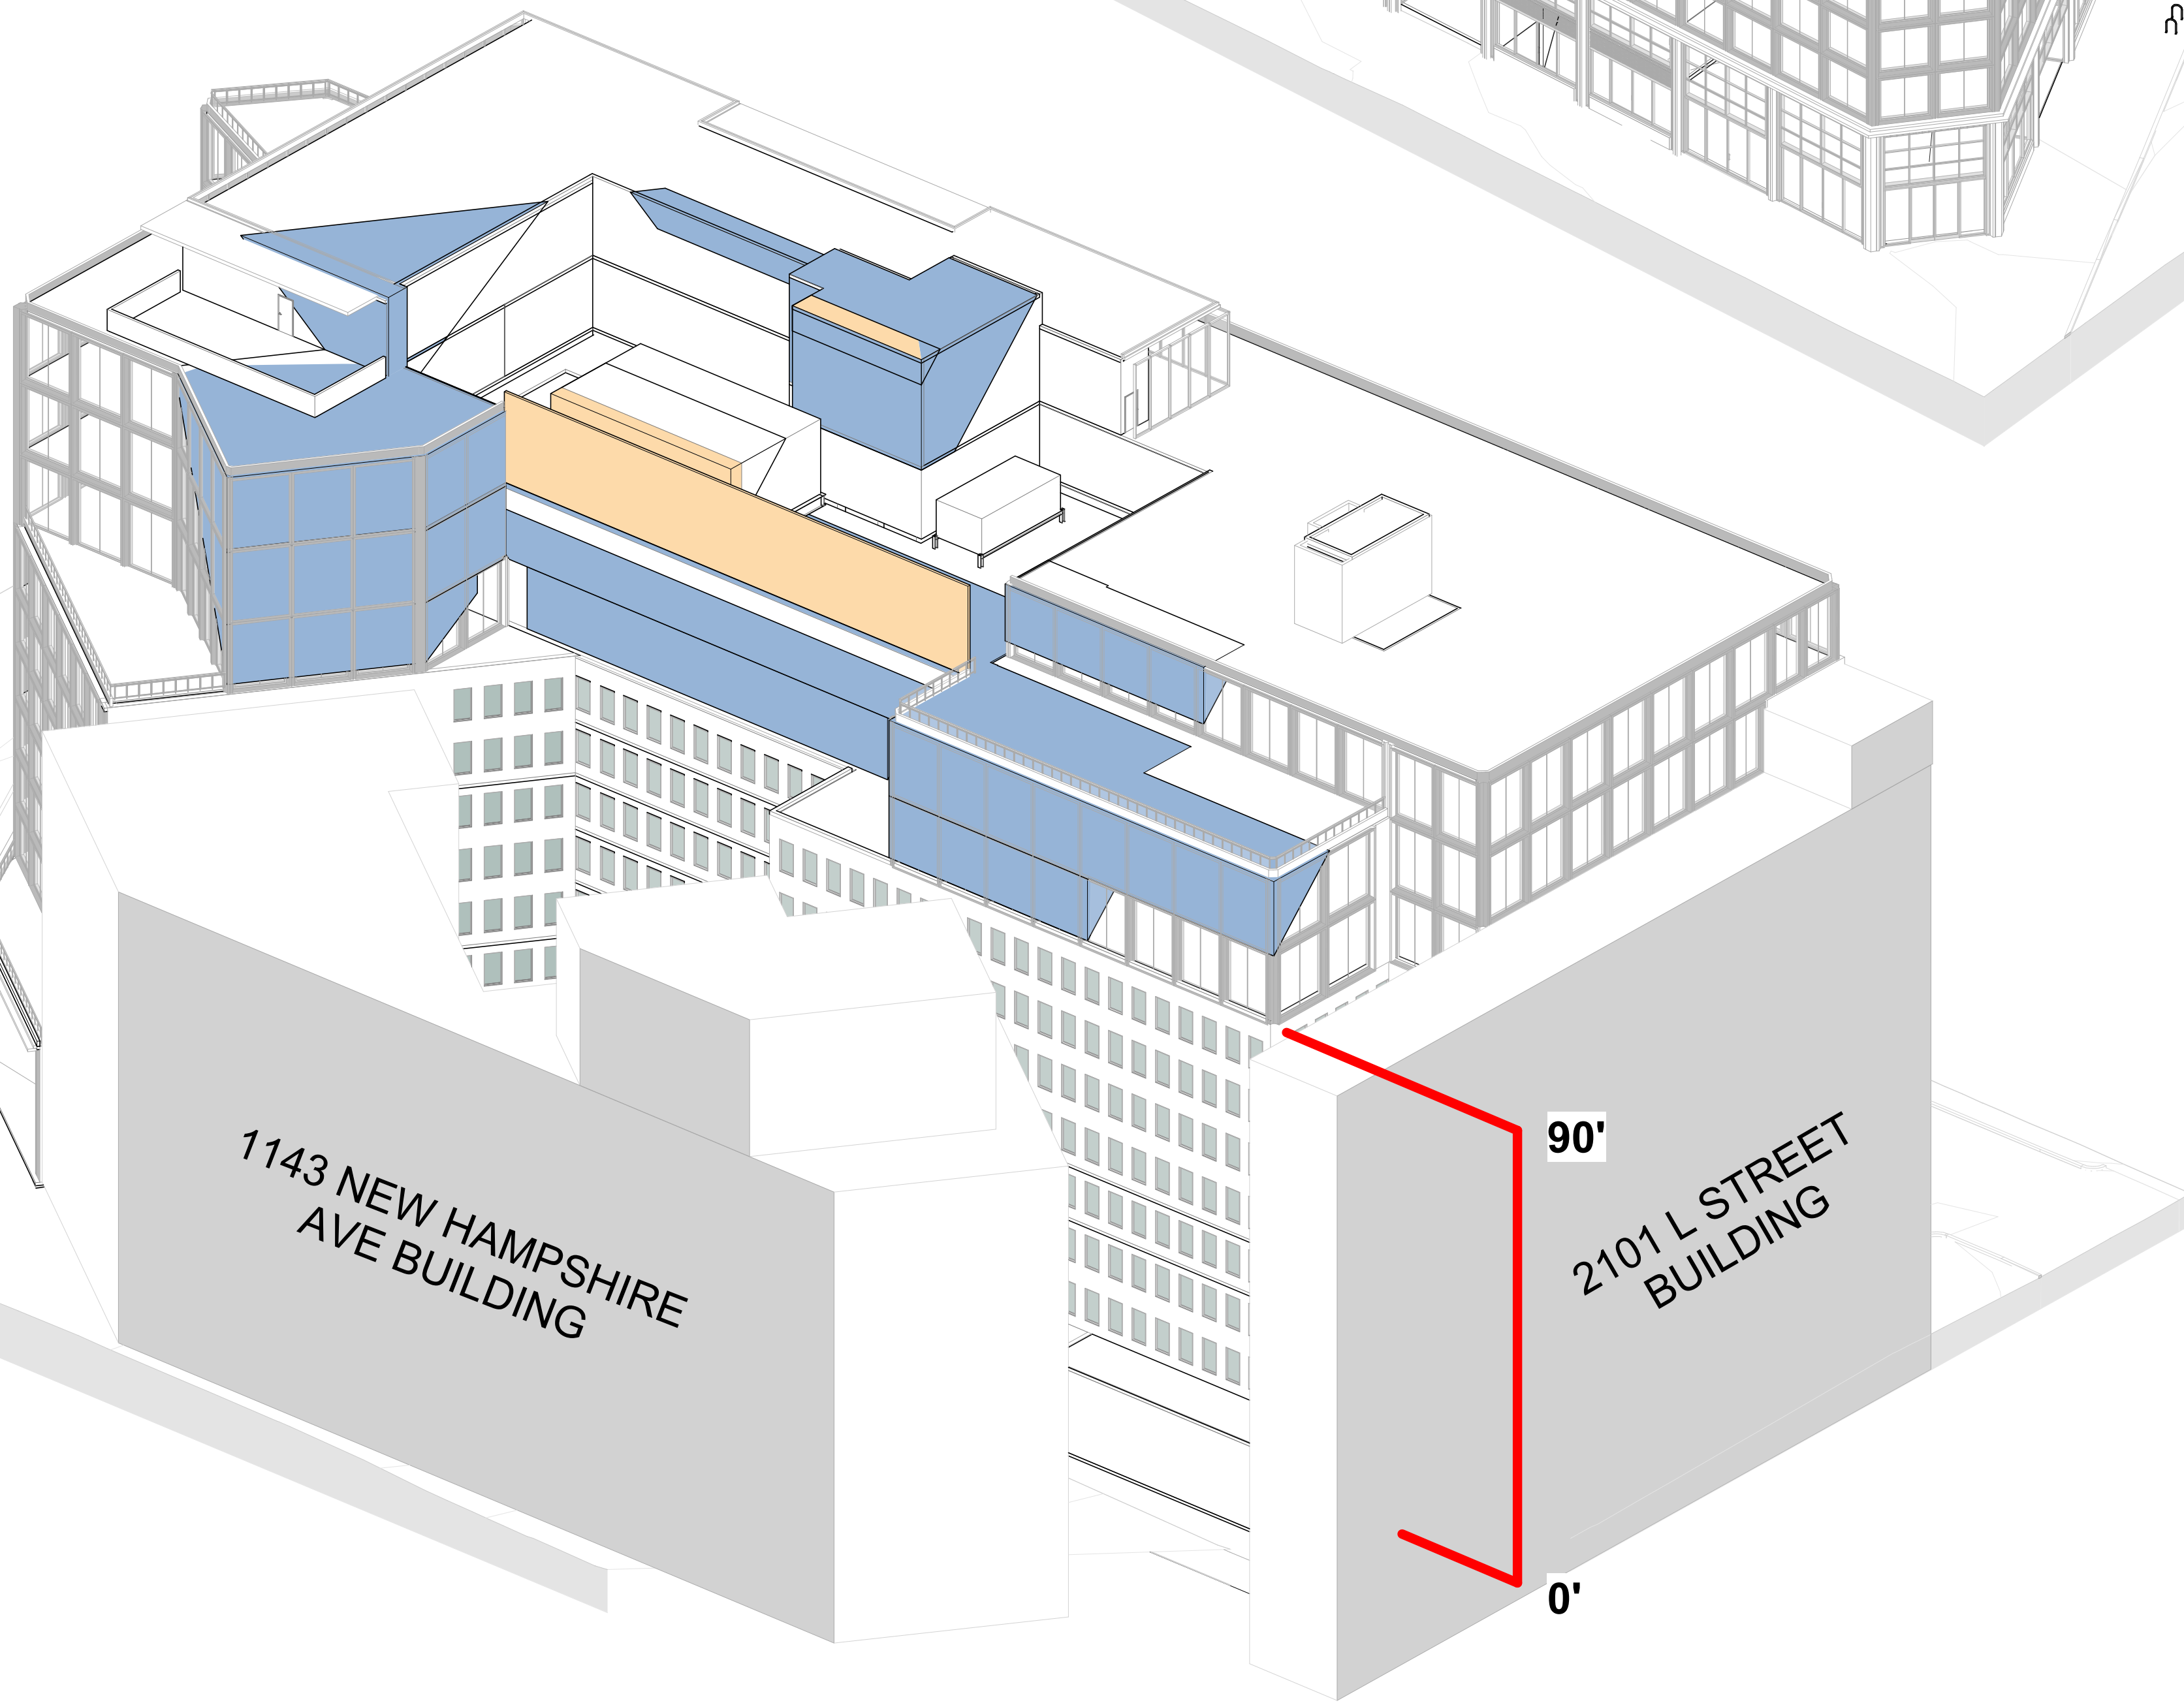 1143 NEW HAMPSHIRE
AVE BUILDING
90'
2101 L STREET
BUILDING
0'